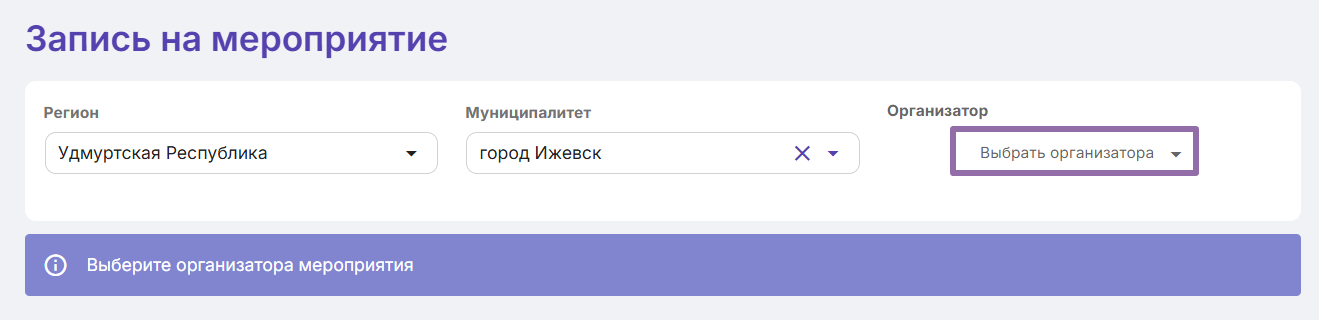 Запись на мероприятие
Регион
Муниципалитет
Организатор
Удмуртская Республика
город Ижевск
Выбрать организатора
Выберите организатора мероприятия